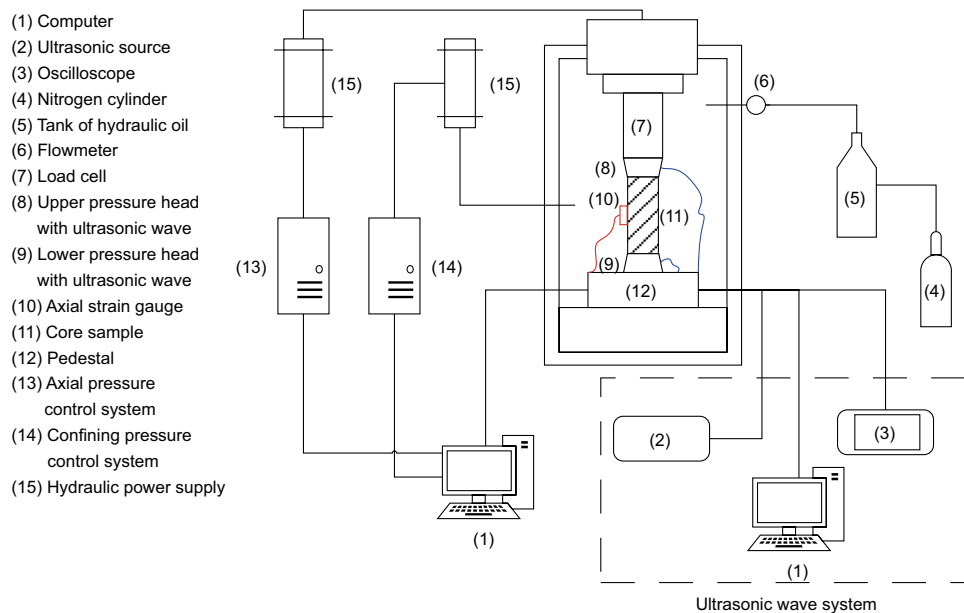 (1) Computer
(2) Ultrasonic source
(3) Oscilloscope
(4) Nitrogen cylinder
(5) Tank of hydraulic oil
(6) Flowmeter
(7) Load cell
(8) Upper pressure head
with ultrasonic wave
(9) Lower pressure head
with ultrasonic wave
(10) Axial strain gauge
(11) Core sample
(12) Pedestal
(13) Axial pressure
control system
(14) Confining pressure
control system
(15) Hydraulic power supply
(15)
(15)
(6)
(7)
(8)
(10)
(11)
(5)
(13)
(14)
(9)
(12)
(4)
(2)
(3)
(1)
(1)
Ultrasonic wave system